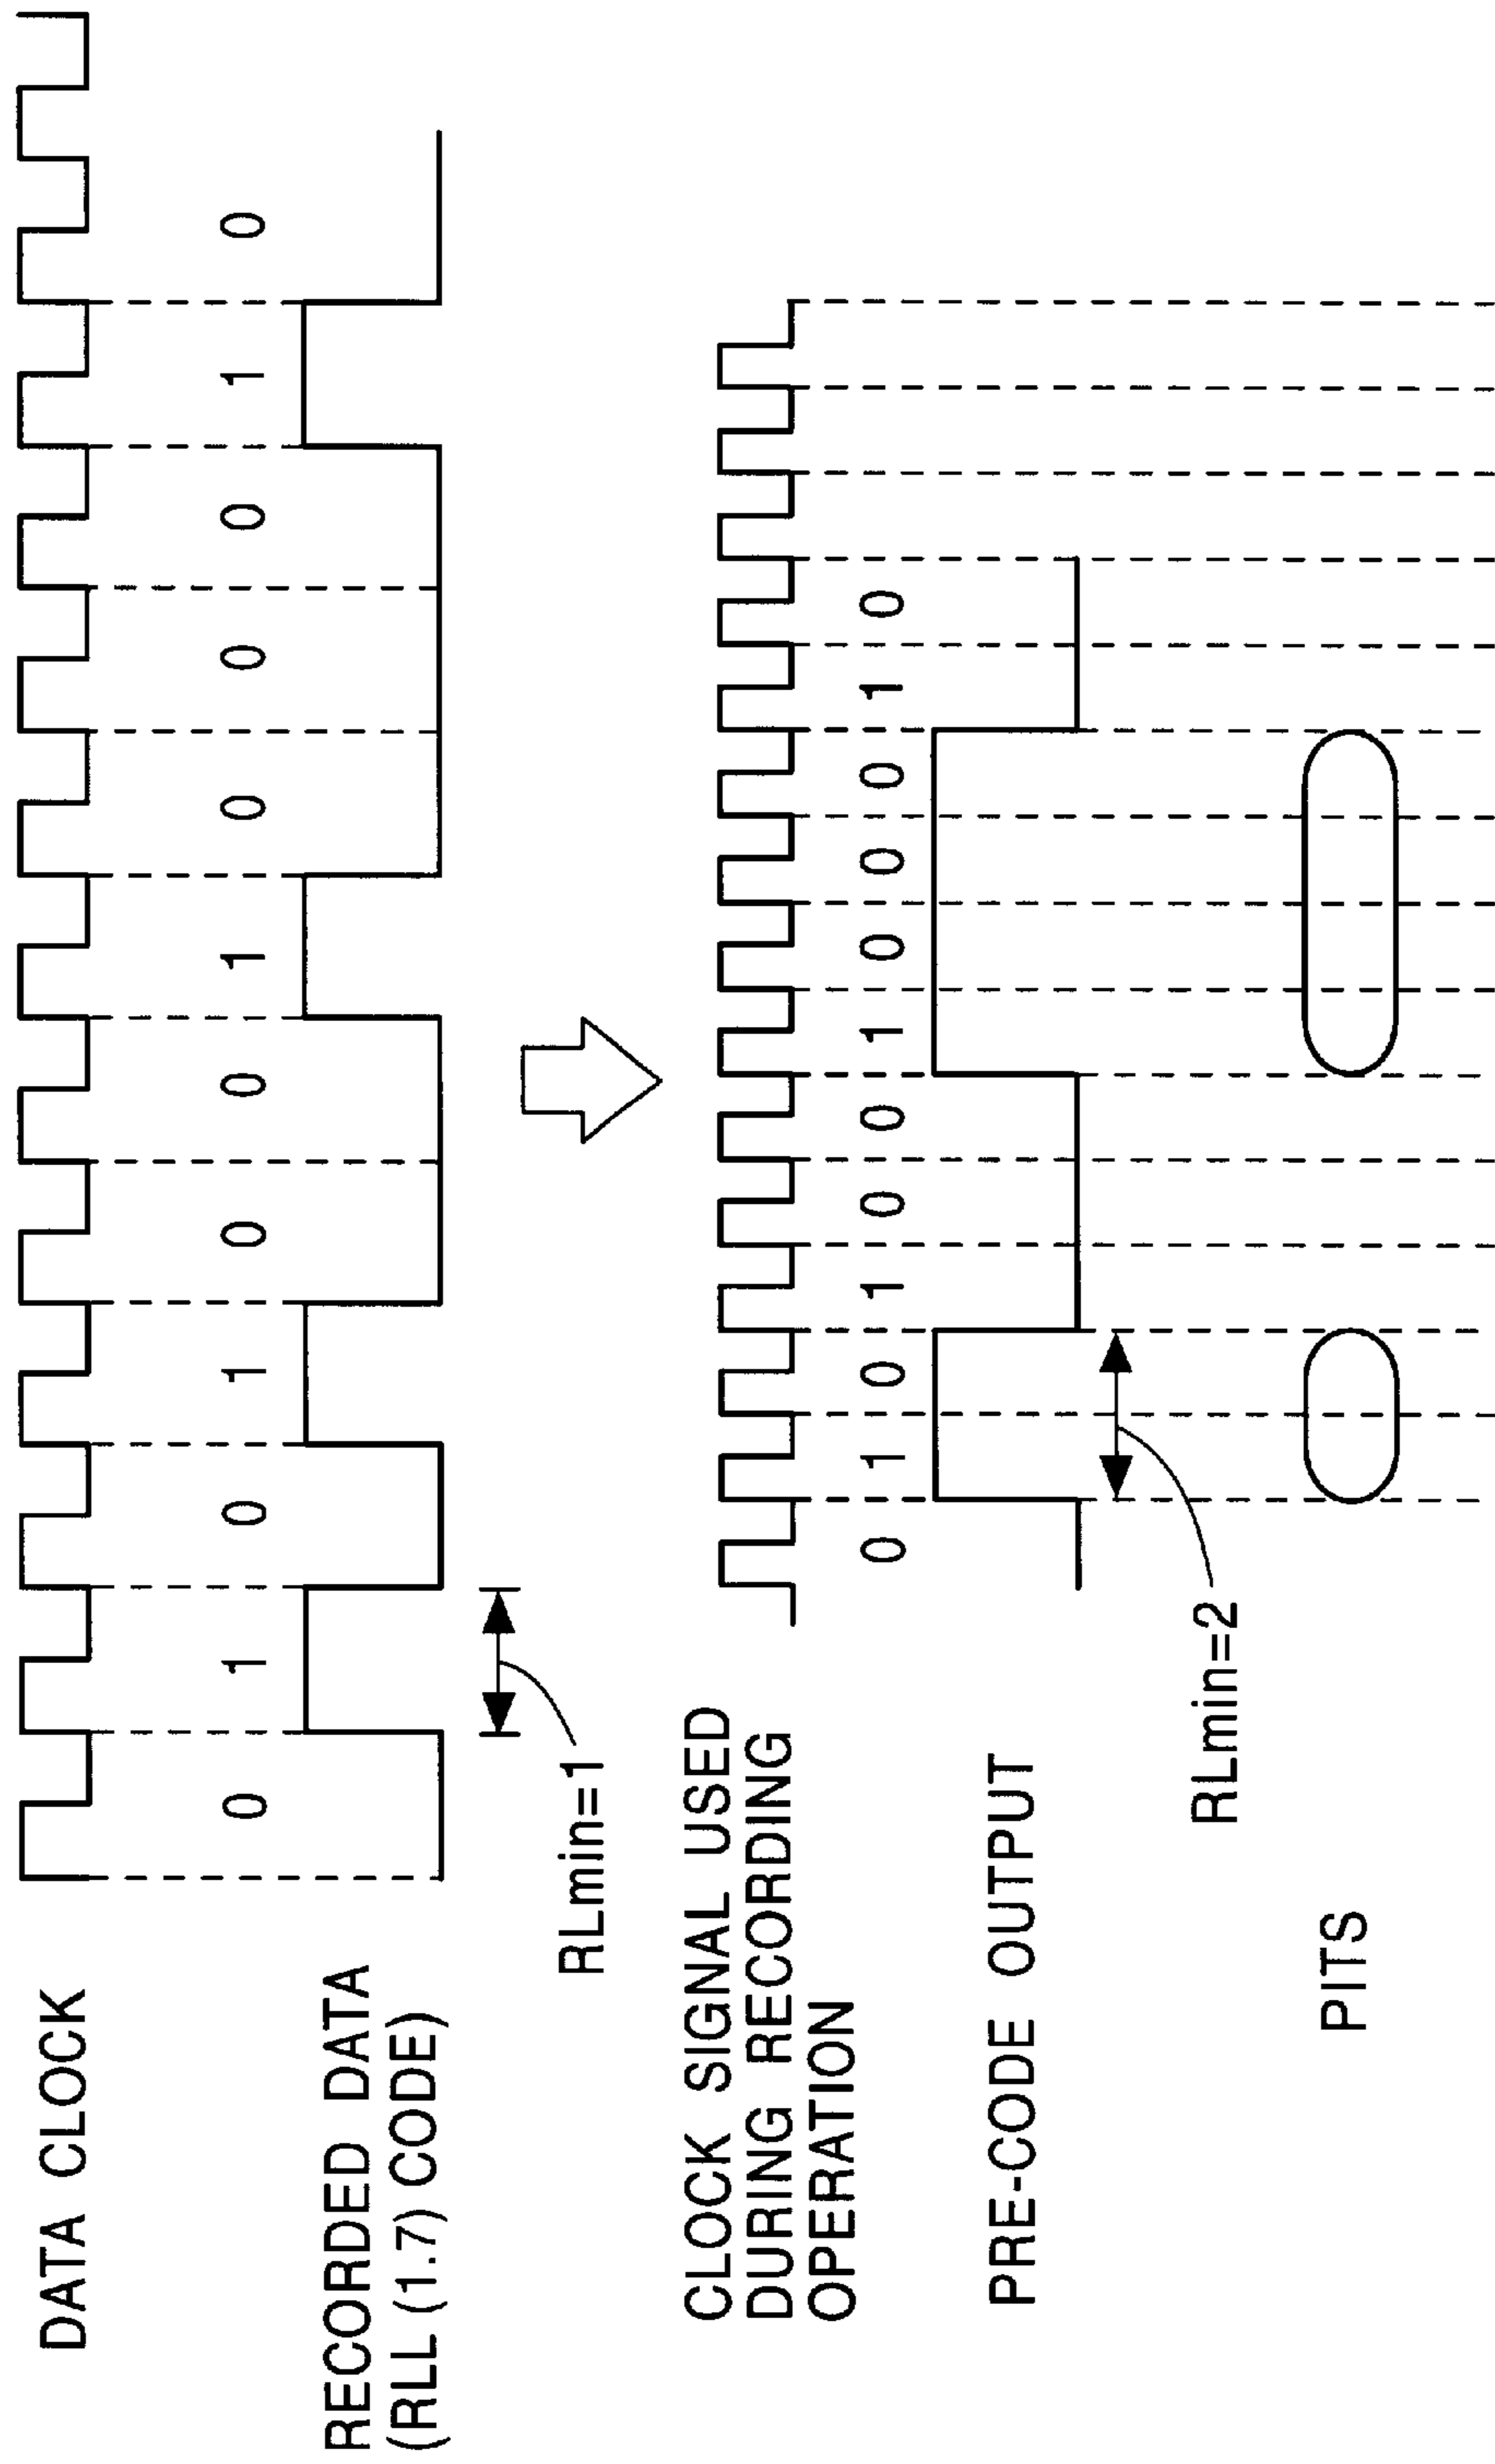 DATA CLOCK
RECORDED DATA
(RLL (1.7) CODE)
0 1 0 1 0 0 1 0 0 0 1 0
RLmin=1
CLOCK SIGNAL USED
DURING RECORDING
OPERATION
0 1 0 1 0 0 1 0 0 0 1 0
PRE-CODE OUTPUT
RLmin=2
PITS